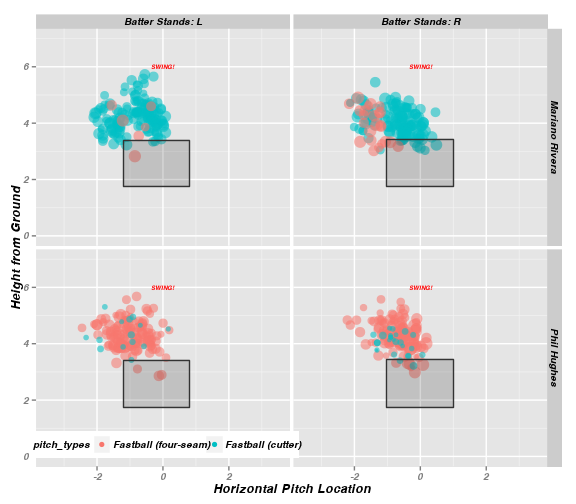 Batter Stands: L
Batter Stands: R
Height from Ground
6
4
2
0
SWING!
SWING!
Mariano Rivera
6
4
2
0
SWING!
SWING!
Phil Hughes
pitch_types
Fastball (four-seam)
Fastball (cutter)
-2
0
2
-2
0
2
Horizontal Pitch Location